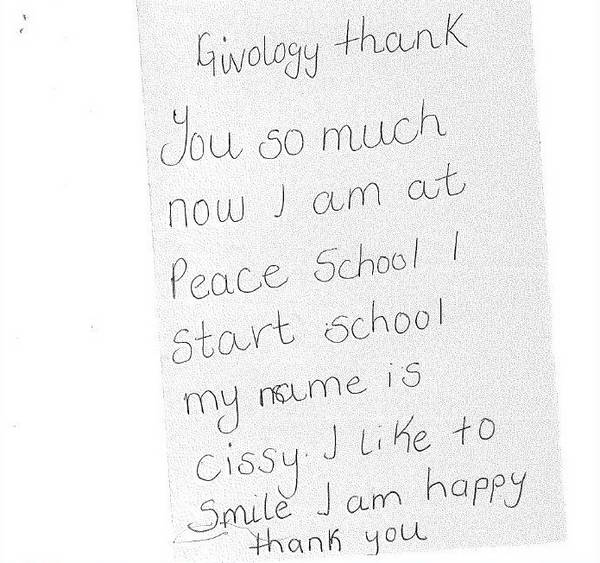 Givology thank
You so much
now I am at
Peace School I
Start school
my name is
cissy. I like to
Smile I am happy
thank you